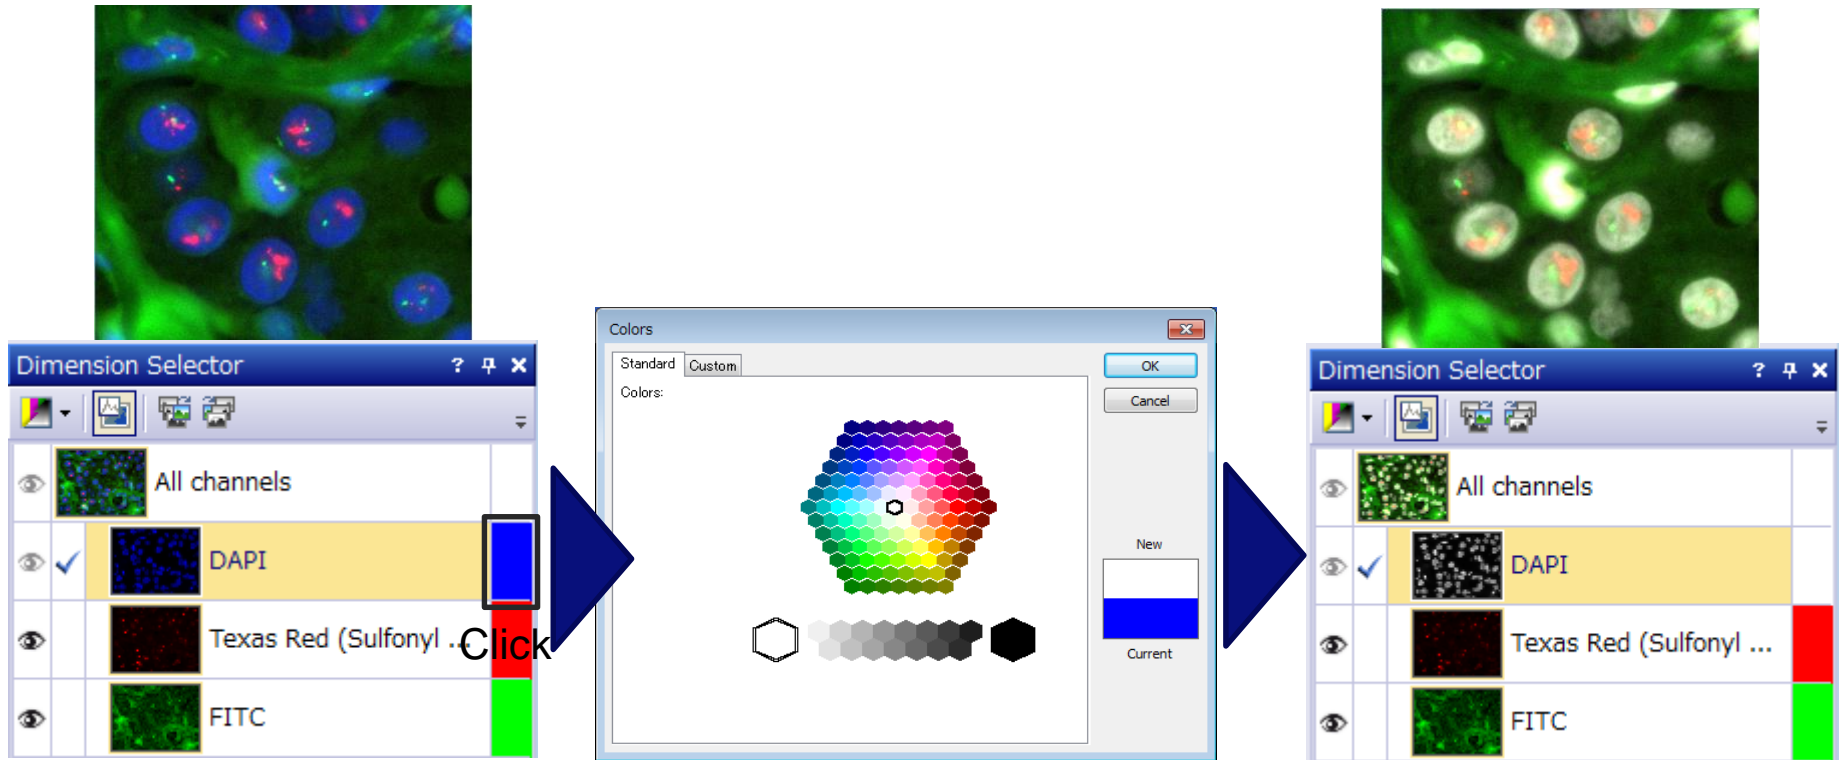 Dimension Selector
All channels
DAPI
Texas Red (Sulfonyl ...
Click
FITC
Colors
Standard
Custom
Colors:
OK
Cancel
New
Current
Dimension Selector
All channels
DAPI
Texas Red (Sulfonyl ...
FITC